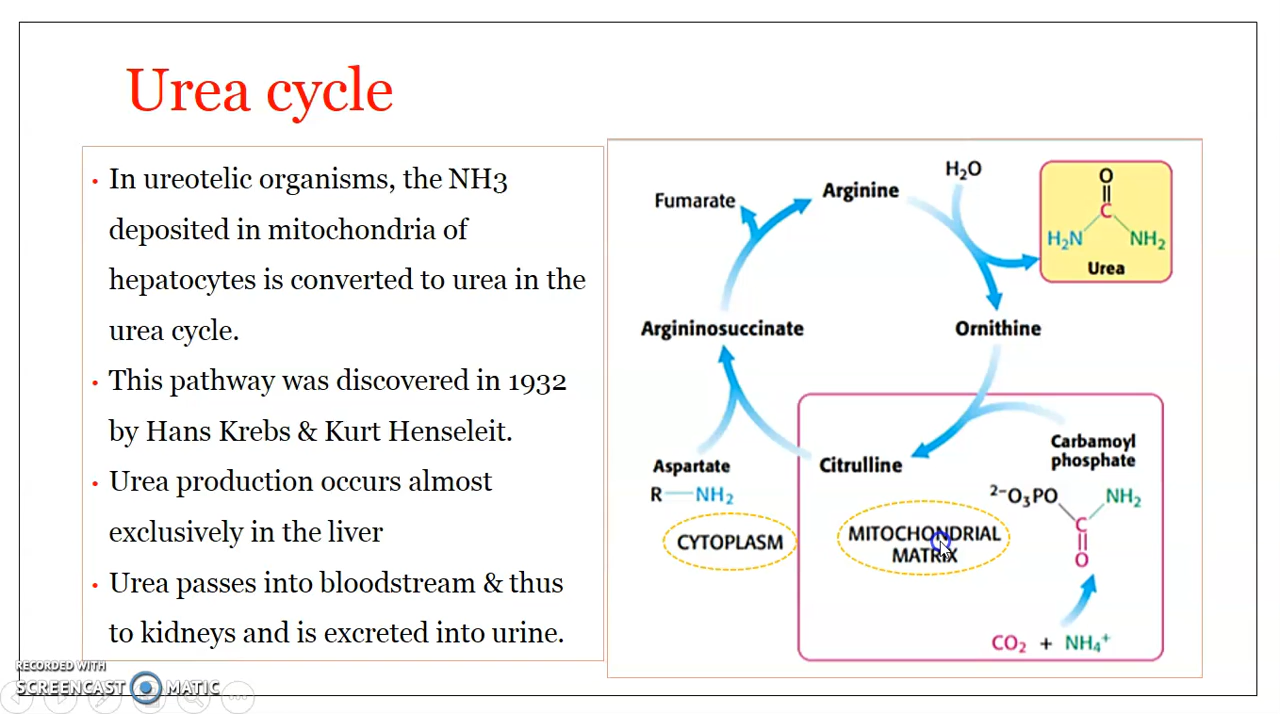 Urea cycle
• In ureotelic organisms, the NH3
deposited in mitochondria of
hepatocytes is converted to urea in the
urea cycle.
• This pathway was discovered in 1932
by Hans Krebs & Kurt Henseleit.
• Urea production occurs almost
exclusively in the liver
• Urea passes into bloodstream & thus
to kidneys and is excreted into urine.
Fumarate
Arginine
H₂O
O
C
H₂N
NH₂
Urea
Argininosuccinate
Ornithine
Aspartate
R—NH₂
CYTOPLASM
Citrulline
MITOCHONDRIAL
MATRIX
Carbamoyl
phosphate
²⁻O₃PO
NH₂
C
O
CO₂ + NH₄⁺
RECORDED WITH
SCREENCAST MATIC